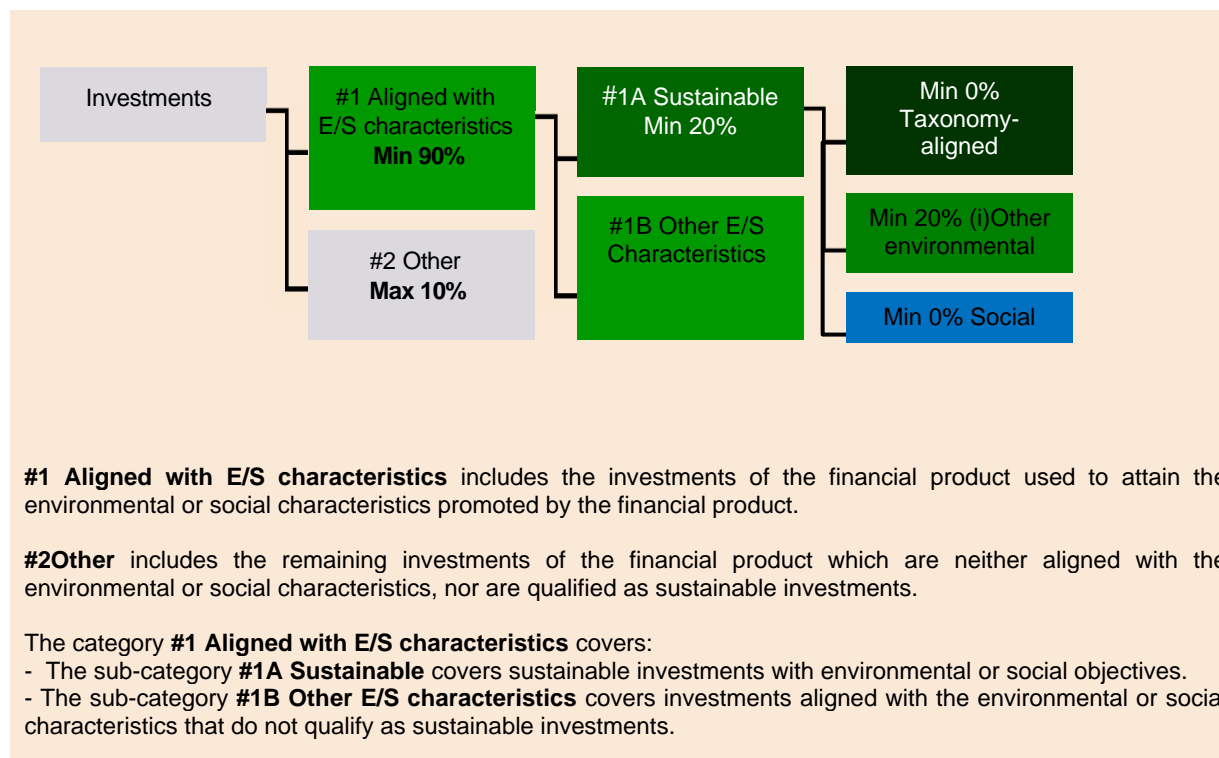 Investments
#1 Aligned with
E/S characteristics
Min 90%
#2 Other
Max 10%
#1A Sustainable
Min 20%
#1B Other E/S
Characteristics
Min 0%
Taxonomy-
aligned
Min 20% (i)Other
environmental
Min 0% Social
#1 Aligned with E/S characteristics includes the investments of the financial product used to attain the
environmental or social characteristics promoted by the financial product.
#2Other includes the remaining investments of the financial product which are neither aligned with the
environmental or social characteristics, nor are qualified as sustainable investments.
The category #1 Aligned with E/S characteristics covers:
- The sub-category #1A Sustainable covers sustainable investments with environmental or social objectives.
- The sub-category #1B Other E/S characteristics covers investments aligned with the environmental or social
characteristics that do not qualify as sustainable investments.